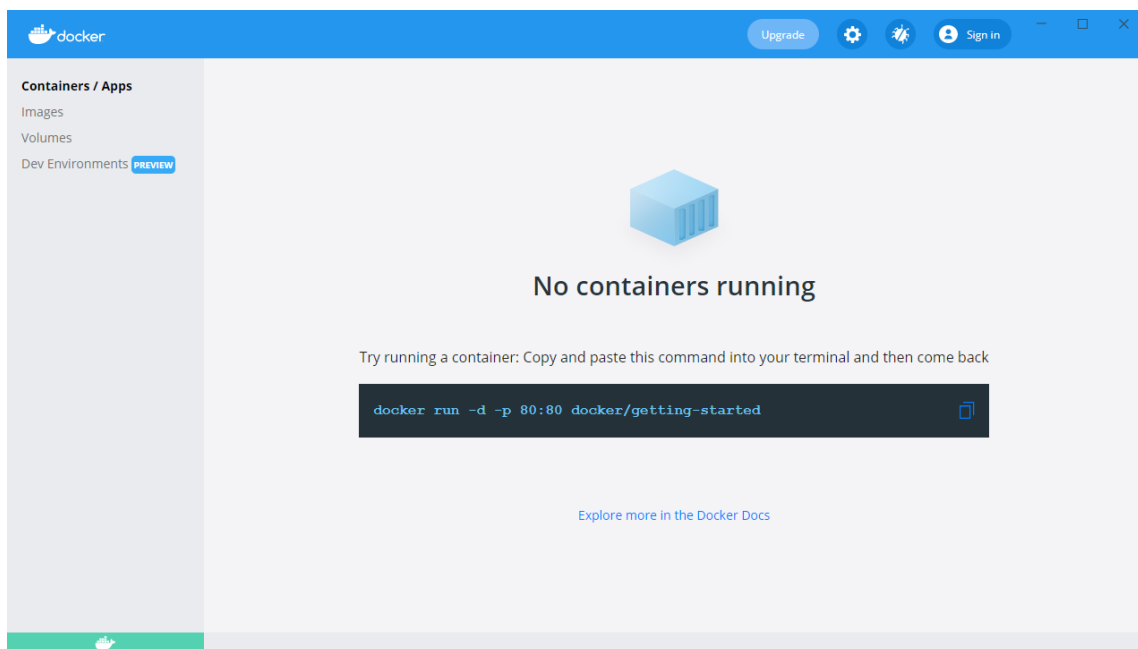 docker
Upgrade
Sign in
Containers / Apps
Images
Volumes
Dev Environments PREVIEW
No containers running
Try running a container: Copy and paste this command into your terminal and then come back
docker run -d -p 80:80 docker/getting-started
Explore more in the Docker Docs